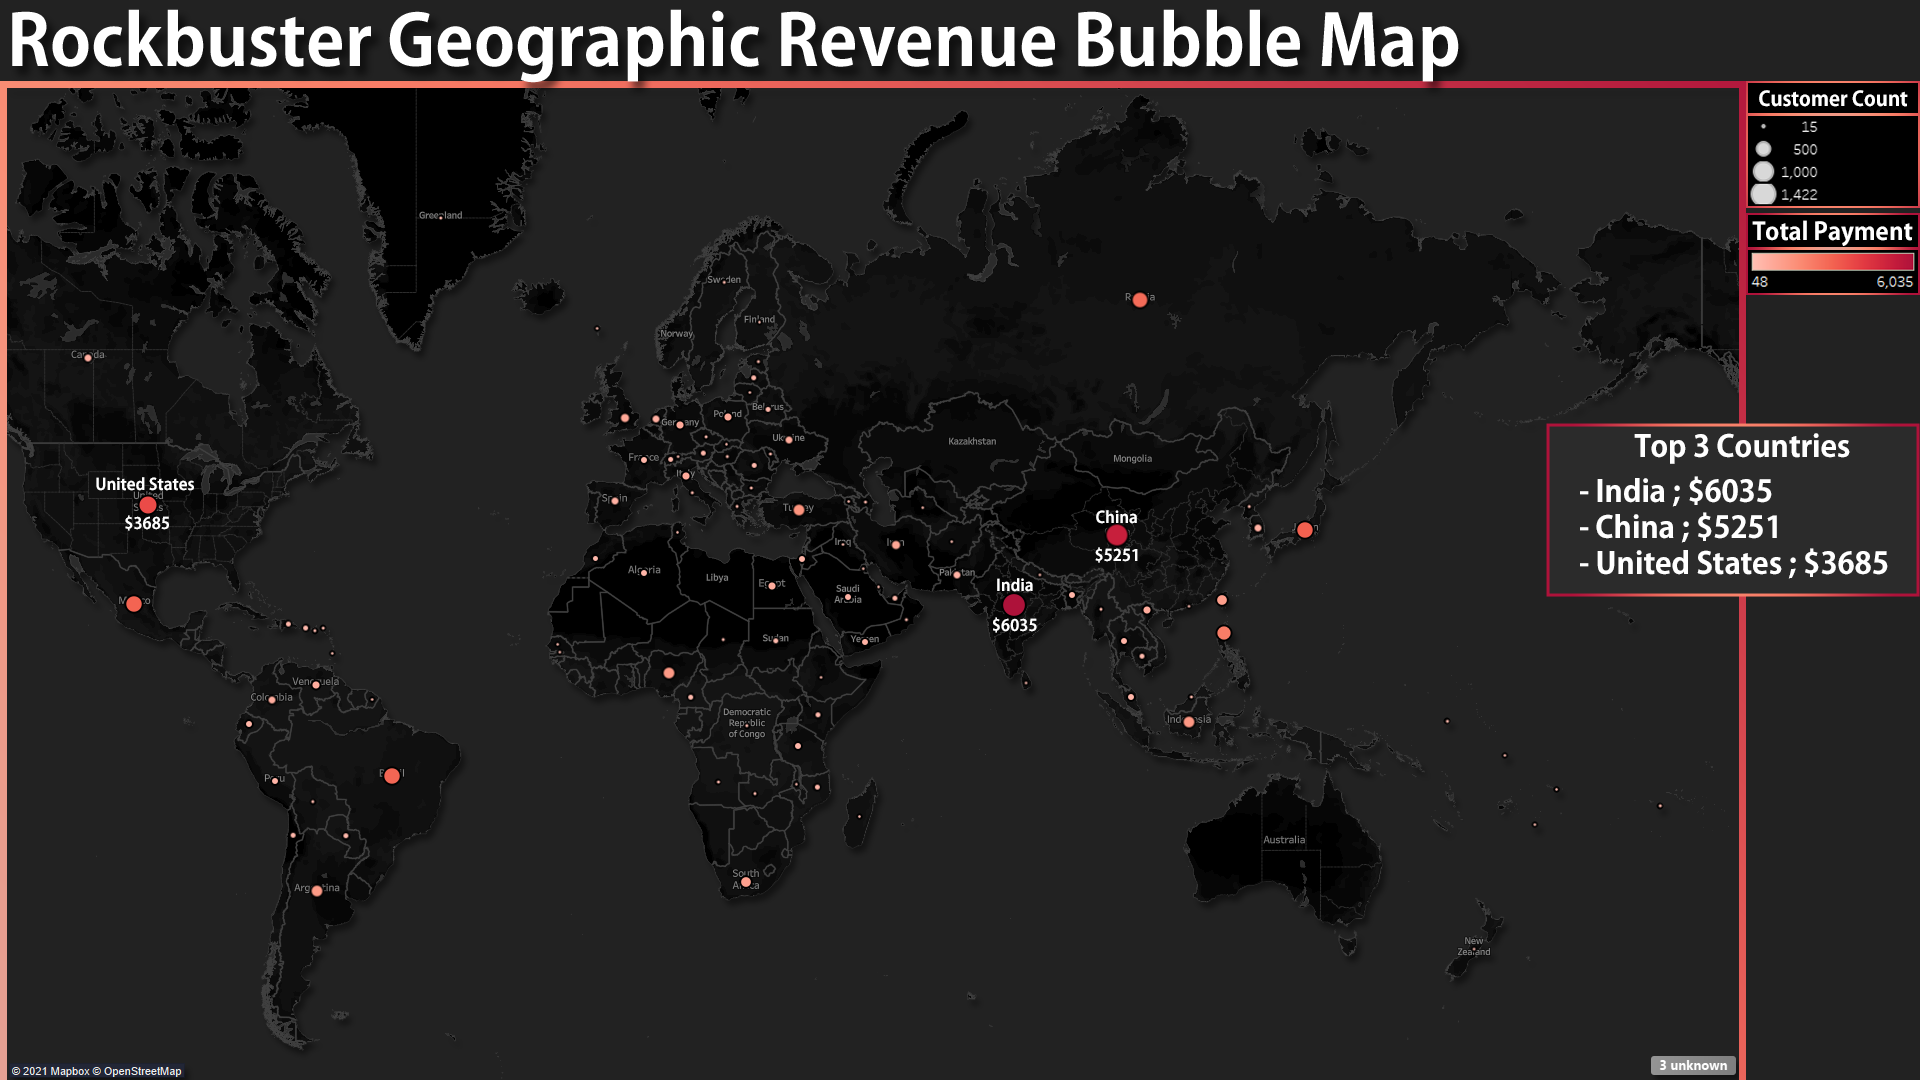 Rockbuster Geographic Revenue Bubble Map
Customer Count
15
500
1,000
1,422
Total Payment
48
6,035
Top 3 Countries
- India ; $6035
- China ; $5251
- United States ; $3685
Greenland
Sweden
Finland
Norway
Canada
Poland
Belarus
Germany
Ukraine
France
Kazakhstan
Mongolia
United States
United
States
$3685
Spain
Turkey
China
$5251
Iraq
Iran
Algeria
Libya
Egypt
Pakistan
India
$6035
Saudi
Arabia
Mexico
Sudan
Yemen
Venezuela
Colombia
Democratic
Republic
of Congo
Indonesia
Peru
Brazil
Australia
South
Africa
Argentina
New
Zealand
© 2021 Mapbox © OpenStreetMap
3 unknown